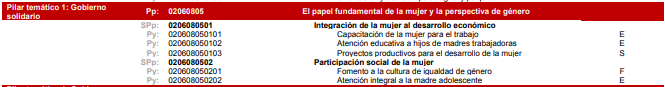 Pilar temático 1: Gobierno solidario Pp: 02060805 El papel fundamental de la mujer y la perspectiva de género
SPp: 020608050​1 Integración de la mujer al desarrollo económico
Py: 020608050101 Capacitación de la mujer para el trabajo E
Py: 020608050102 Atención educativa a hijos de madres trabajadoras E
Py: 020608050103 Proyectos productivos para el desarrollo de la mujer S
SPp: 0206080502 Participación social de la mujer
Py: 020608050201 Fomento a la cultura de igualdad de género F
Py: 020608050202 Atención integral a la madre adolescente E